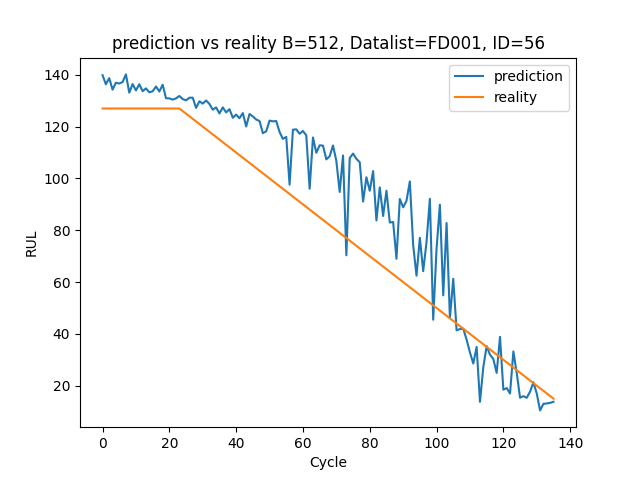 prediction vs reality B=512, Datalist=FD001, ID=56
prediction
reality
RUL
140
120
100
80
60
40
20
0 20 40 60 80 100 120 140
Cycle